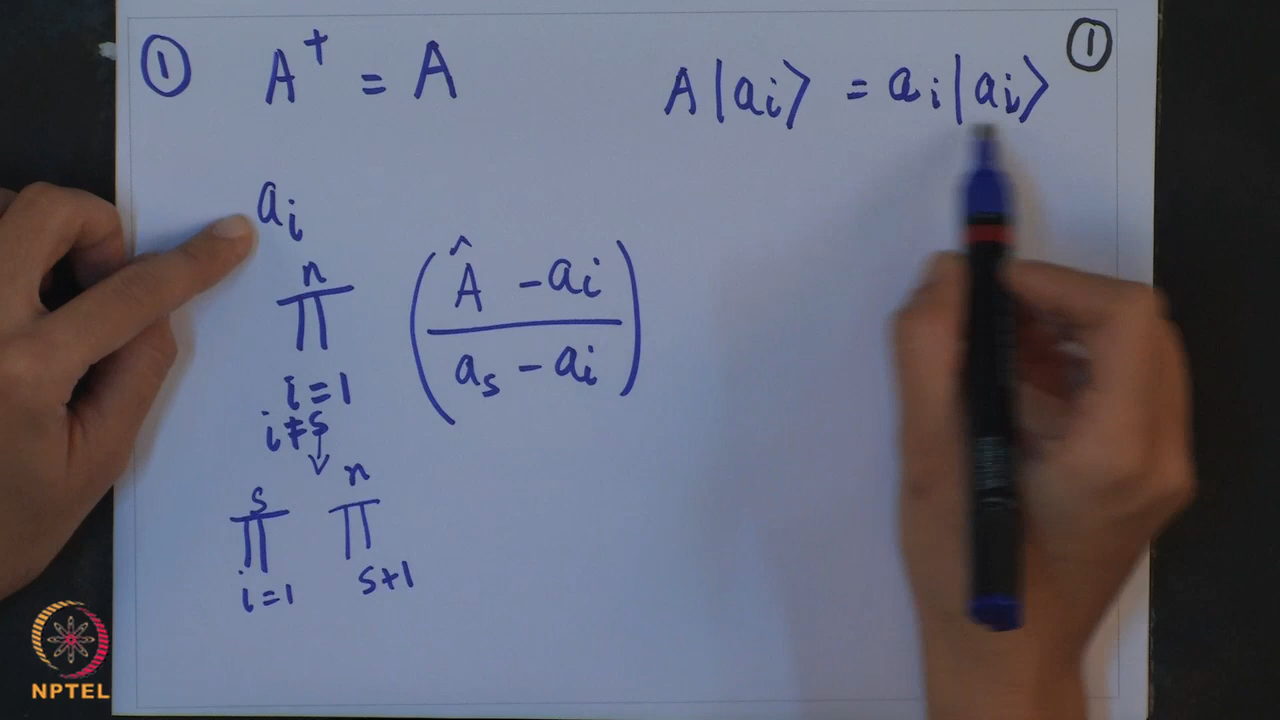 ① A† = A A|ai⟩ = ai|ai⟩ ①
ai
n
∏ (Â - ai / as - ai)
i=1
i≠s
↓
s n
∏ ∏
i=1 s+1
NPTEL